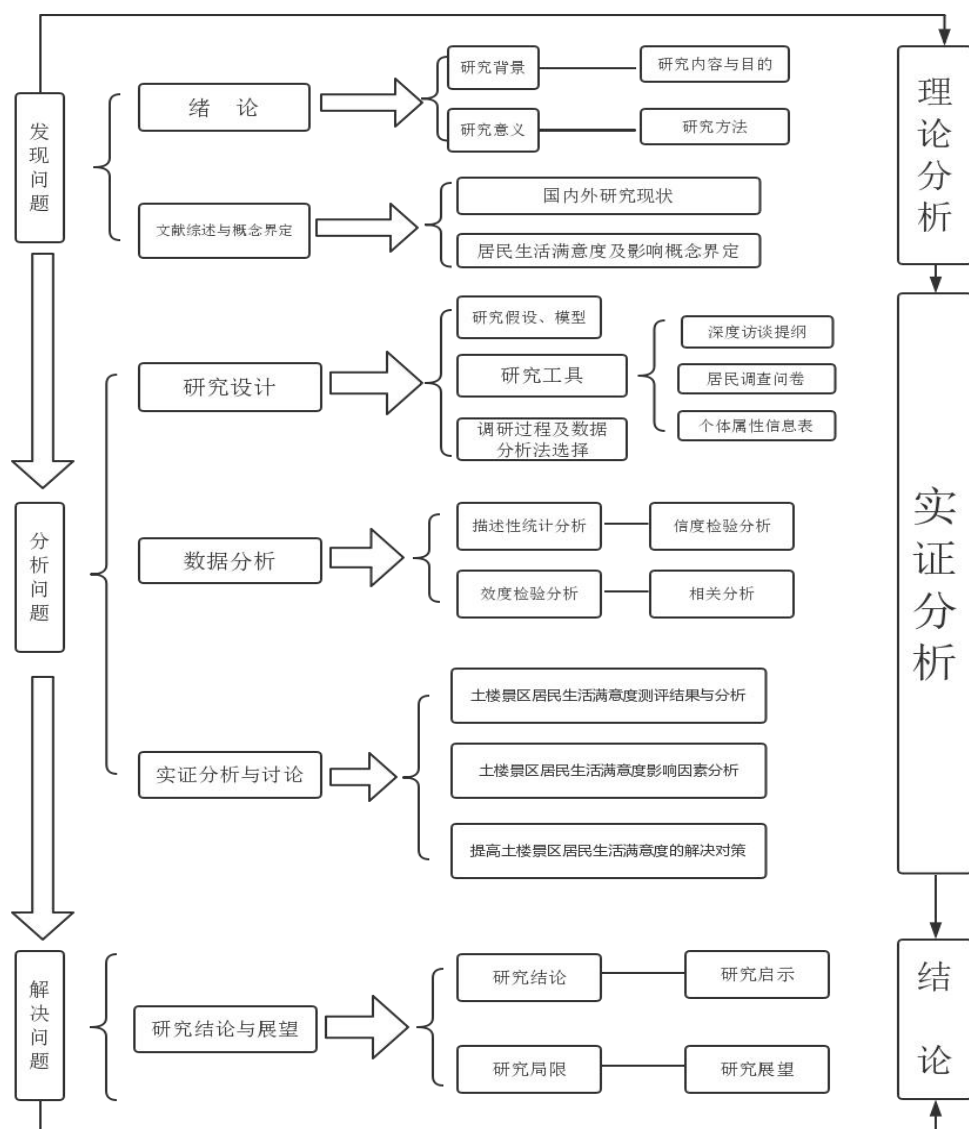 发现问题
绪 论
研究背景
研究内容与目的
研究意义
研究方法
文献综述与概念界定
国内外研究现状
居民生活满意度及影响概念界定
理论分析
分析问题
研究设计
研究假设、模型
研究工具
深度访谈提纲
居民调查问卷
个体属性信息表
调研过程及数据
分析法选择
数据分析
描述性统计分析
信度检验分析
效度检验分析
相关分析
实证分析与讨论
土楼景区居民生活满意度测评结果与分析
土楼景区居民生活满意度影响因素分析
提高土楼景区居民生活满意度的解决对策
实证分析
解决问题
研究结论与展望
研究结论
研究启示
研究局限
研究展望
结 论